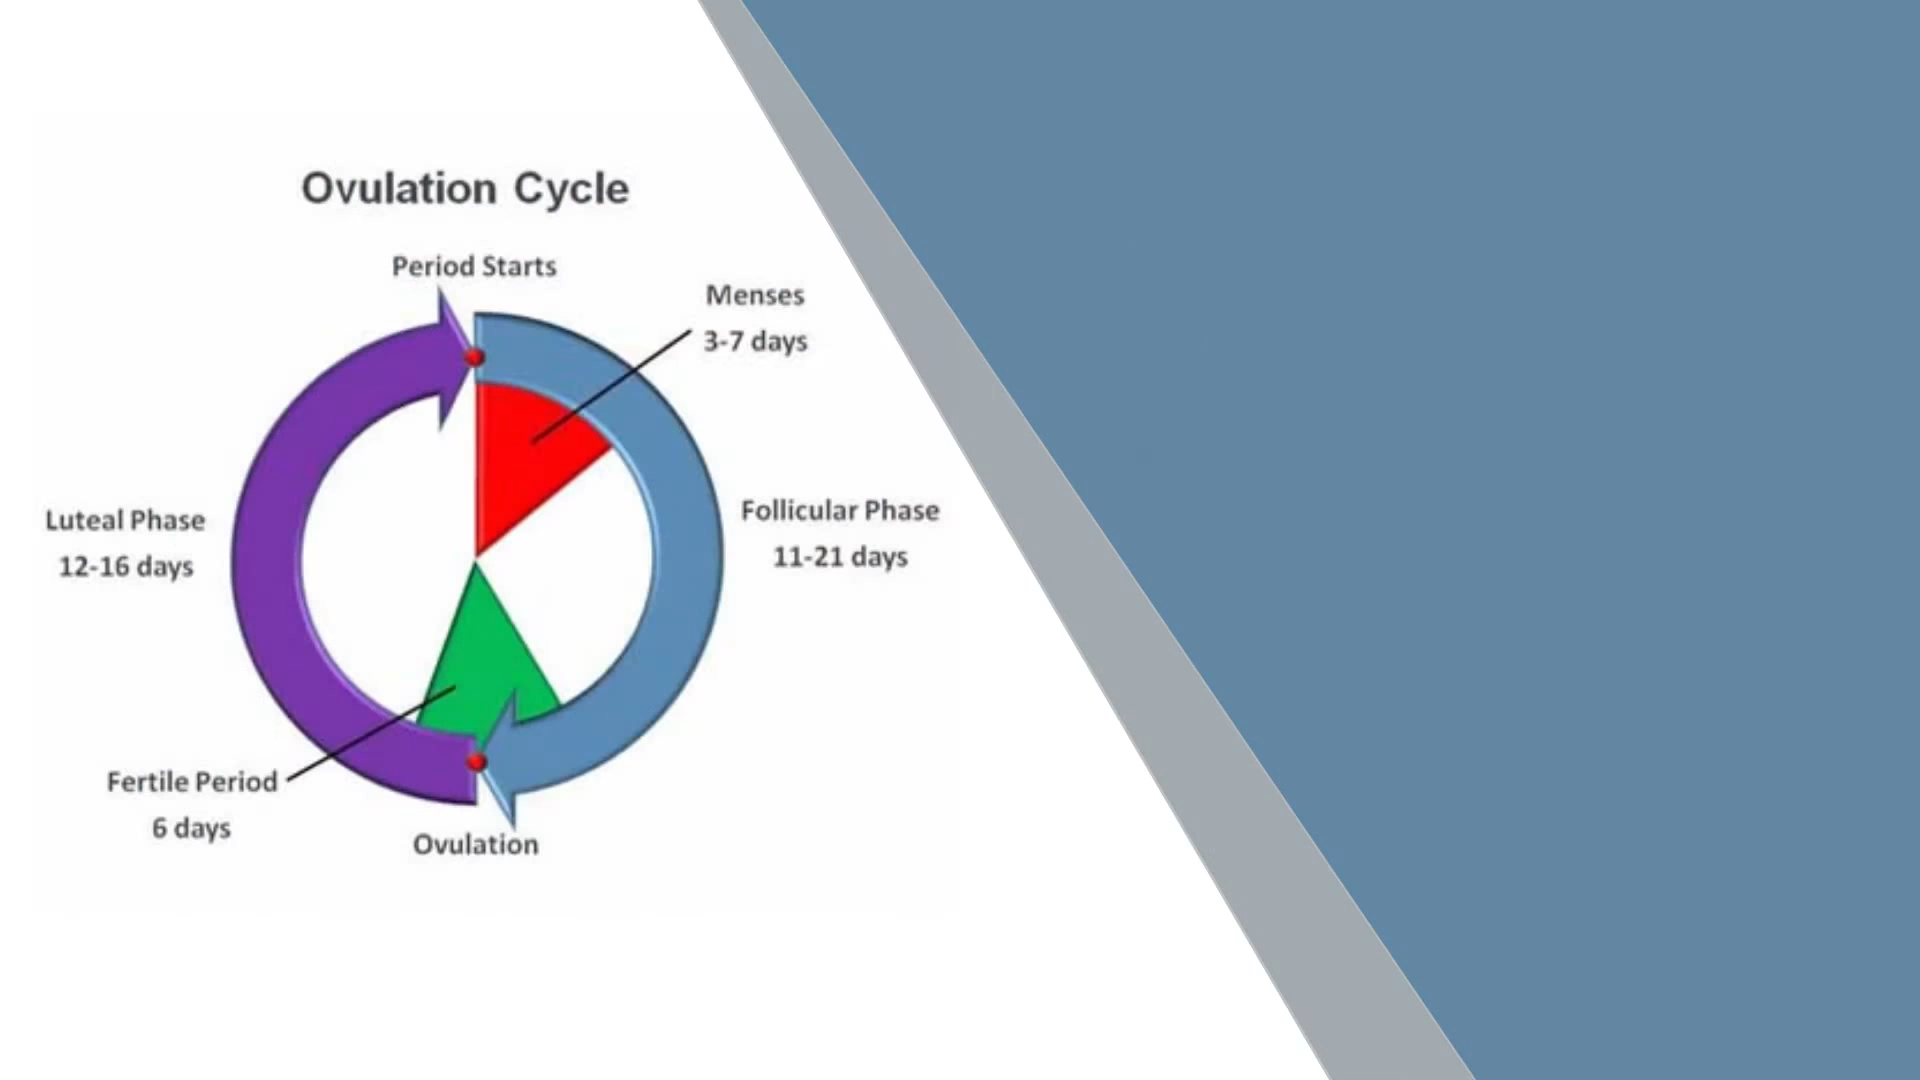 Ovulation Cycle
Period Starts
Menses
3-7 days
Luteal Phase
12-16 days
Follicular Phase
11-21 days
Fertile Period
6 days
Ovulation